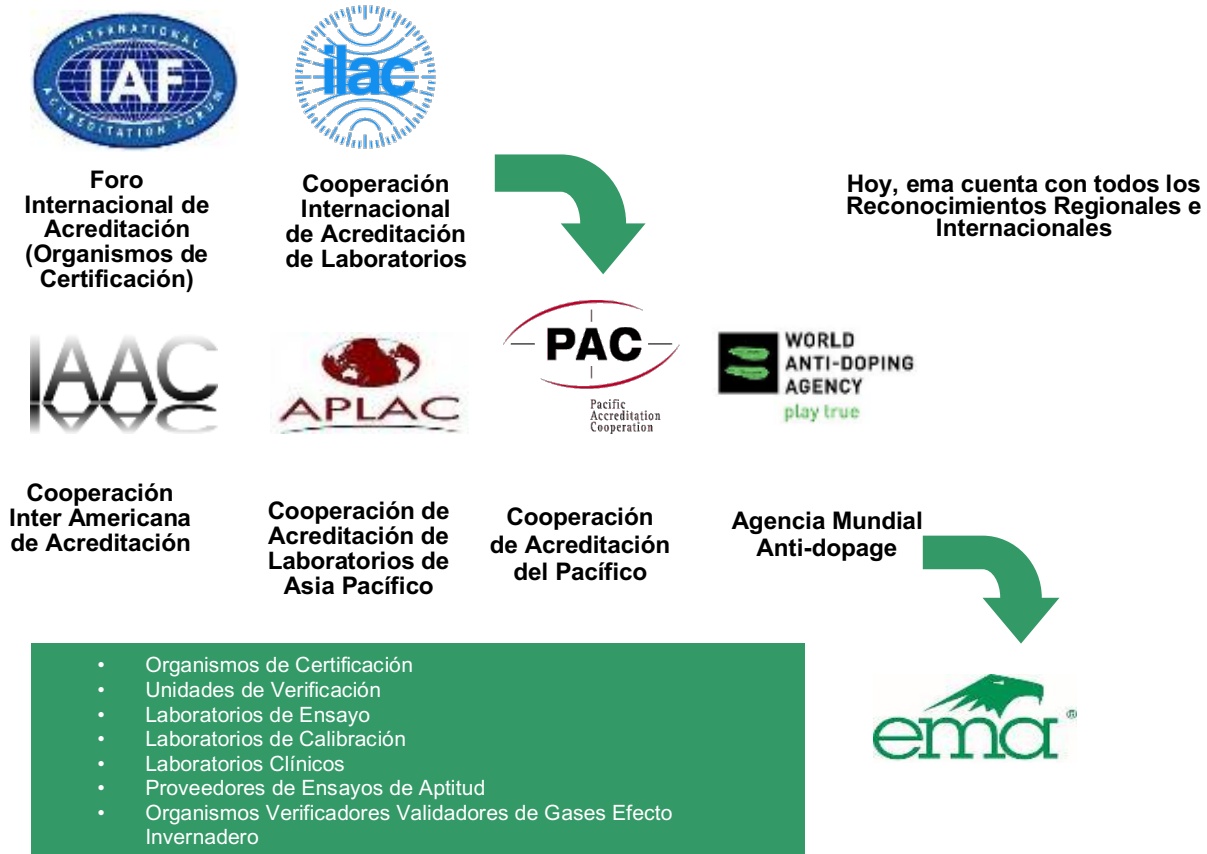 INTERNATIONAL
IAF
ACCREDITATION FORUM
ilac
Foro
Internacional de
Acreditación
(Organismos de
Certificación)
Cooperación
Internacional
de Acreditación
de Laboratorios
Hoy, ema cuenta con todos los
Reconocimientos Regionales e
Internacionales
IAAC
APLAC
PAC
Pacific
Accreditation
Cooperation
WORLD
ANTI-DOPING
AGENCY
play true
Cooperación
Inter Americana
de Acreditación
Cooperación de
Acreditación de
Laboratorios de
Asia Pacífico
Cooperación
de Acreditación
del Pacífico
Agencia Mundial
Anti-dopage
• Organismos de Certificación
• Unidades de Verificación
• Laboratorios de Ensayo
• Laboratorios de Calibración
• Laboratorios Clínicos
• Proveedores de Ensayos de Aptitud
• Organismos Verificadores Validadores de Gases Efecto
Invernadero
ema ®